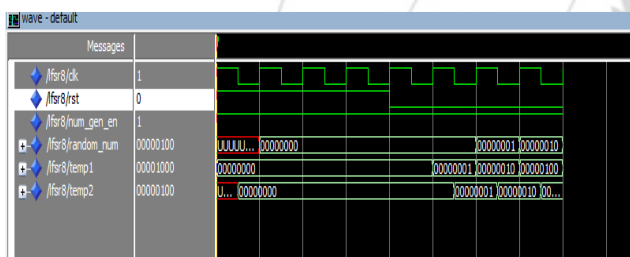 wave - default
Messages
/lfsr8/clk 1
/lfsr8/rst 0
/lfsr8/num_gen_en 1
/lfsr8/random_num 00000100 UUUUU... 00000000 00000001 00000010
/lfsr8/temp1 00001000 00000000 00000001 00000010 00000100
/lfsr8/temp2 00000100 U... 00000000 00000001 00000010 00...